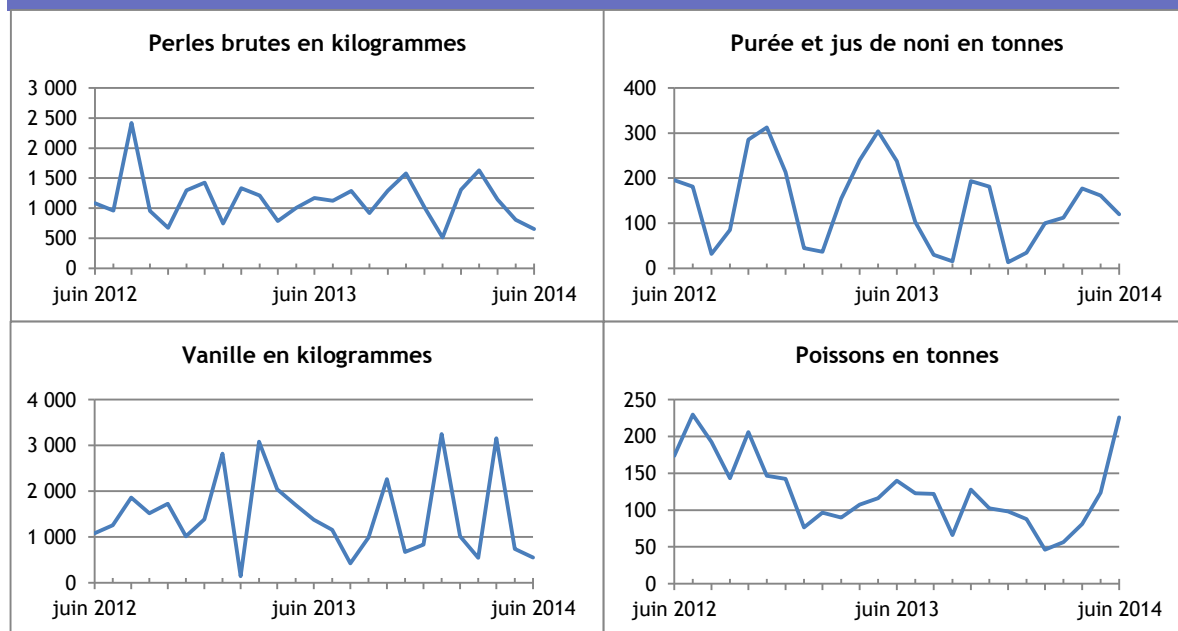 Perles brutes en kilogrammes
3 000
2 500
2 000
1 500
1 000
500
0
juin 2012 juin 2013 juin 2014
Purée et jus de noni en tonnes
400
300
200
100
0
juin 2012 juin 2013 juin 2014
Vanille en kilogrammes
4 000
3 000
2 000
1 000
0
juin 2012 juin 2013 juin 2014
Poissons en tonnes
250
200
150
100
50
0
juin 2012 juin 2013 juin 2014